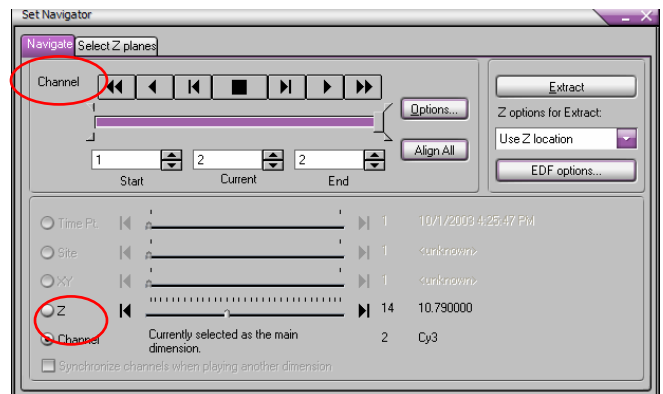 Set Navigator
Navigate Select Z planes
Channel
Options...
Align All
1 2 2
Start Current End
Extract
Z options for Extract:
Use Z location
EDF options...
Time Pt. 1 10/1/2003 4:25:47 PM
Site 1 <unknown>
XY 1 <unknown>
Z 14 10.790000
Channel Currently selected as the main dimension. 2 Cy3
Synchronize channels when playing another dimension